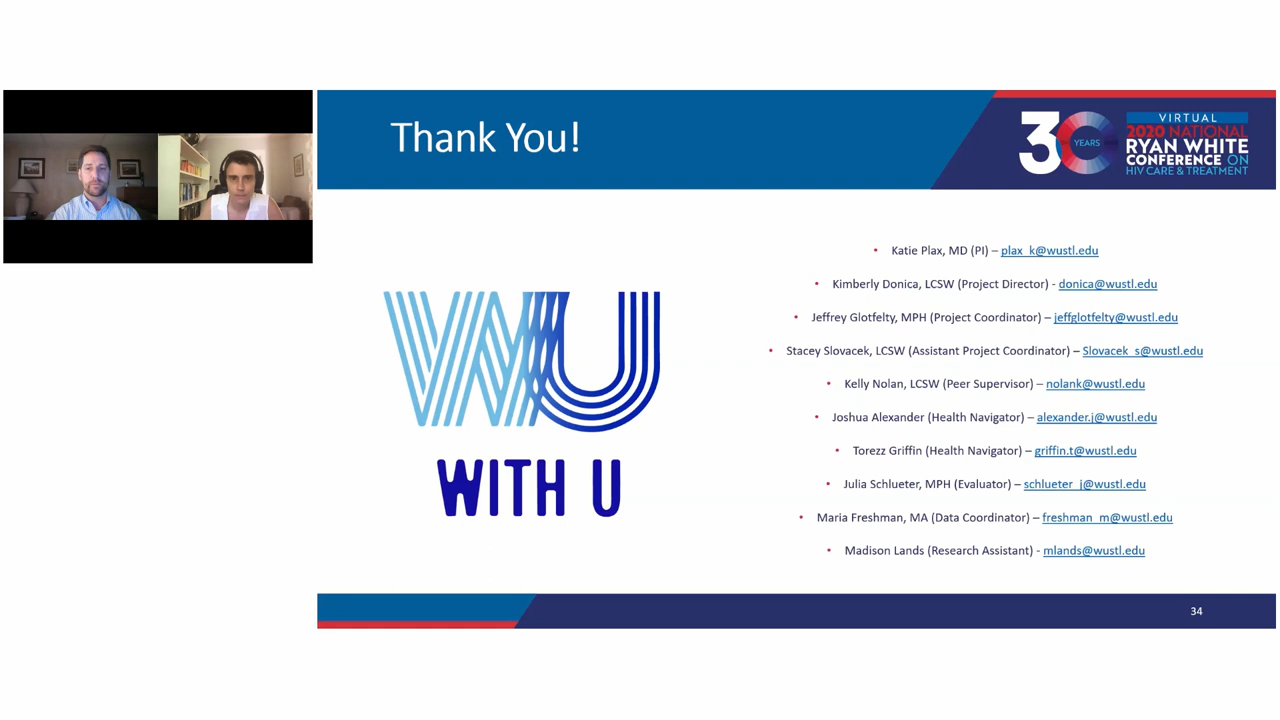 Thank You!
30 YEARS
VIRTUAL
2020 NATIONAL
RYAN WHITE
CONFERENCE ON
HIV CARE & TREATMENT
WU
WITH U
• Katie Plax, MD (PI) – plax_k@wustl.edu
• Kimberly Donica, LCSW (Project Director) - donica@wustl.edu
• Jeffrey Glotfelty, MPH (Project Coordinator) – jeffglotfelty@wustl.edu
• Stacey Slovacek, LCSW (Assistant Project Coordinator) – Slovacek_s@wustl.edu
• Kelly Nolan, LCSW (Peer Supervisor) – nolank@wustl.edu
• Joshua Alexander (Health Navigator) – alexander.j@wustl.edu
• Torezz Griffin (Health Navigator) – griffin.t@wustl.edu
• Julia Schlueter, MPH (Evaluator) – schlueter_j@wustl.edu
• Maria Freshman, MA (Data Coordinator) – freshman_m@wustl.edu
• Madison Lands (Research Assistant) - mlands@wustl.edu
34